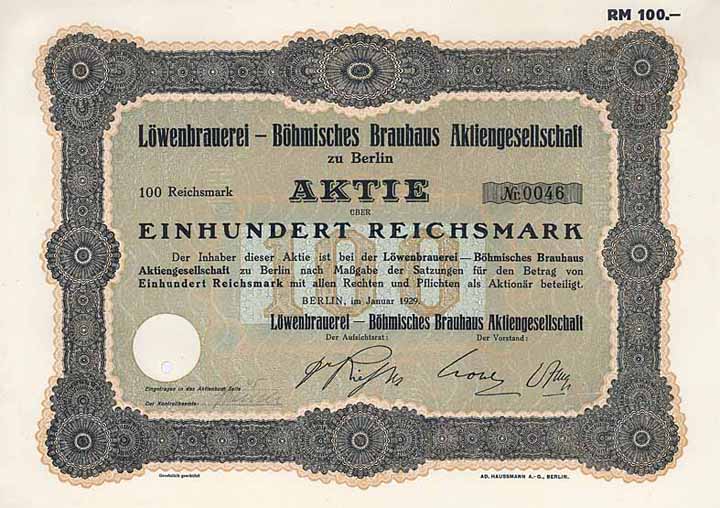 RM 100.—
Löwenbrauerei – Böhmisches Brauhaus Aktiengesellschaft
zu Berlin
100 Reichsmark AKTIE Nr. 0046
ÜBER
EINHUNDERT REICHSMARK
100
Der Inhaber dieser Aktie ist bei der Löwenbrauerei – Böhmisches Brauhaus
Aktiengesellschaft zu Berlin nach Maßgabe der Satzungen für den Betrag von
Einhundert Reichsmark mit allen Rechten und Pflichten als Aktionär beteiligt.
BERLIN, im Januar 1929.
Löwenbrauerei – Böhmisches Brauhaus Aktiengesellschaft
Der Aufsichtsrat: Der Vorstand:
Eingetragen in das Aktienbuch Seite
Der Kontrollbeamte:
Gesetzlich geschützt
AD. HAUSSMANN A.-G., BERLIN.